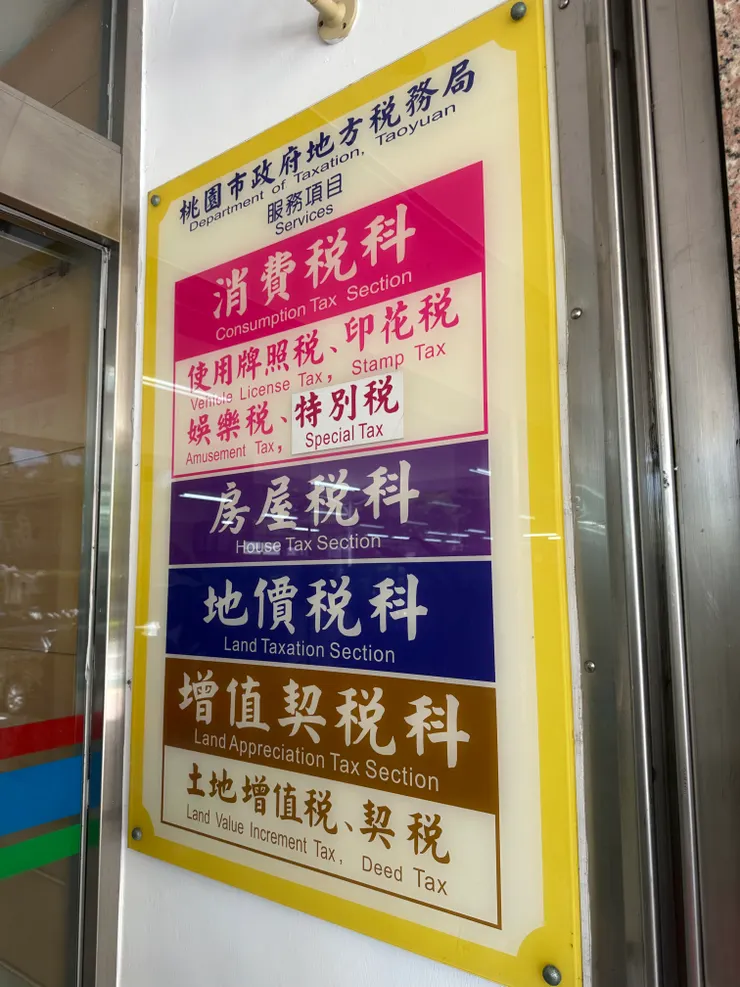 桃園市政府地方稅務局
Department of Taxation, Taoyuan
服務項目
Services
消費稅科
Consumption Tax Section
使用牌照稅、印花稅
Vehicle License Tax, Stamp Tax
娛樂稅、特別稅
Amusement Tax, Special Tax
房屋稅科
House Tax Section
地價稅科
Land Taxation Section
增值契稅科
Land Appreciation Tax Section
土地增值稅、契稅
Land Value Increment Tax, Deed Tax